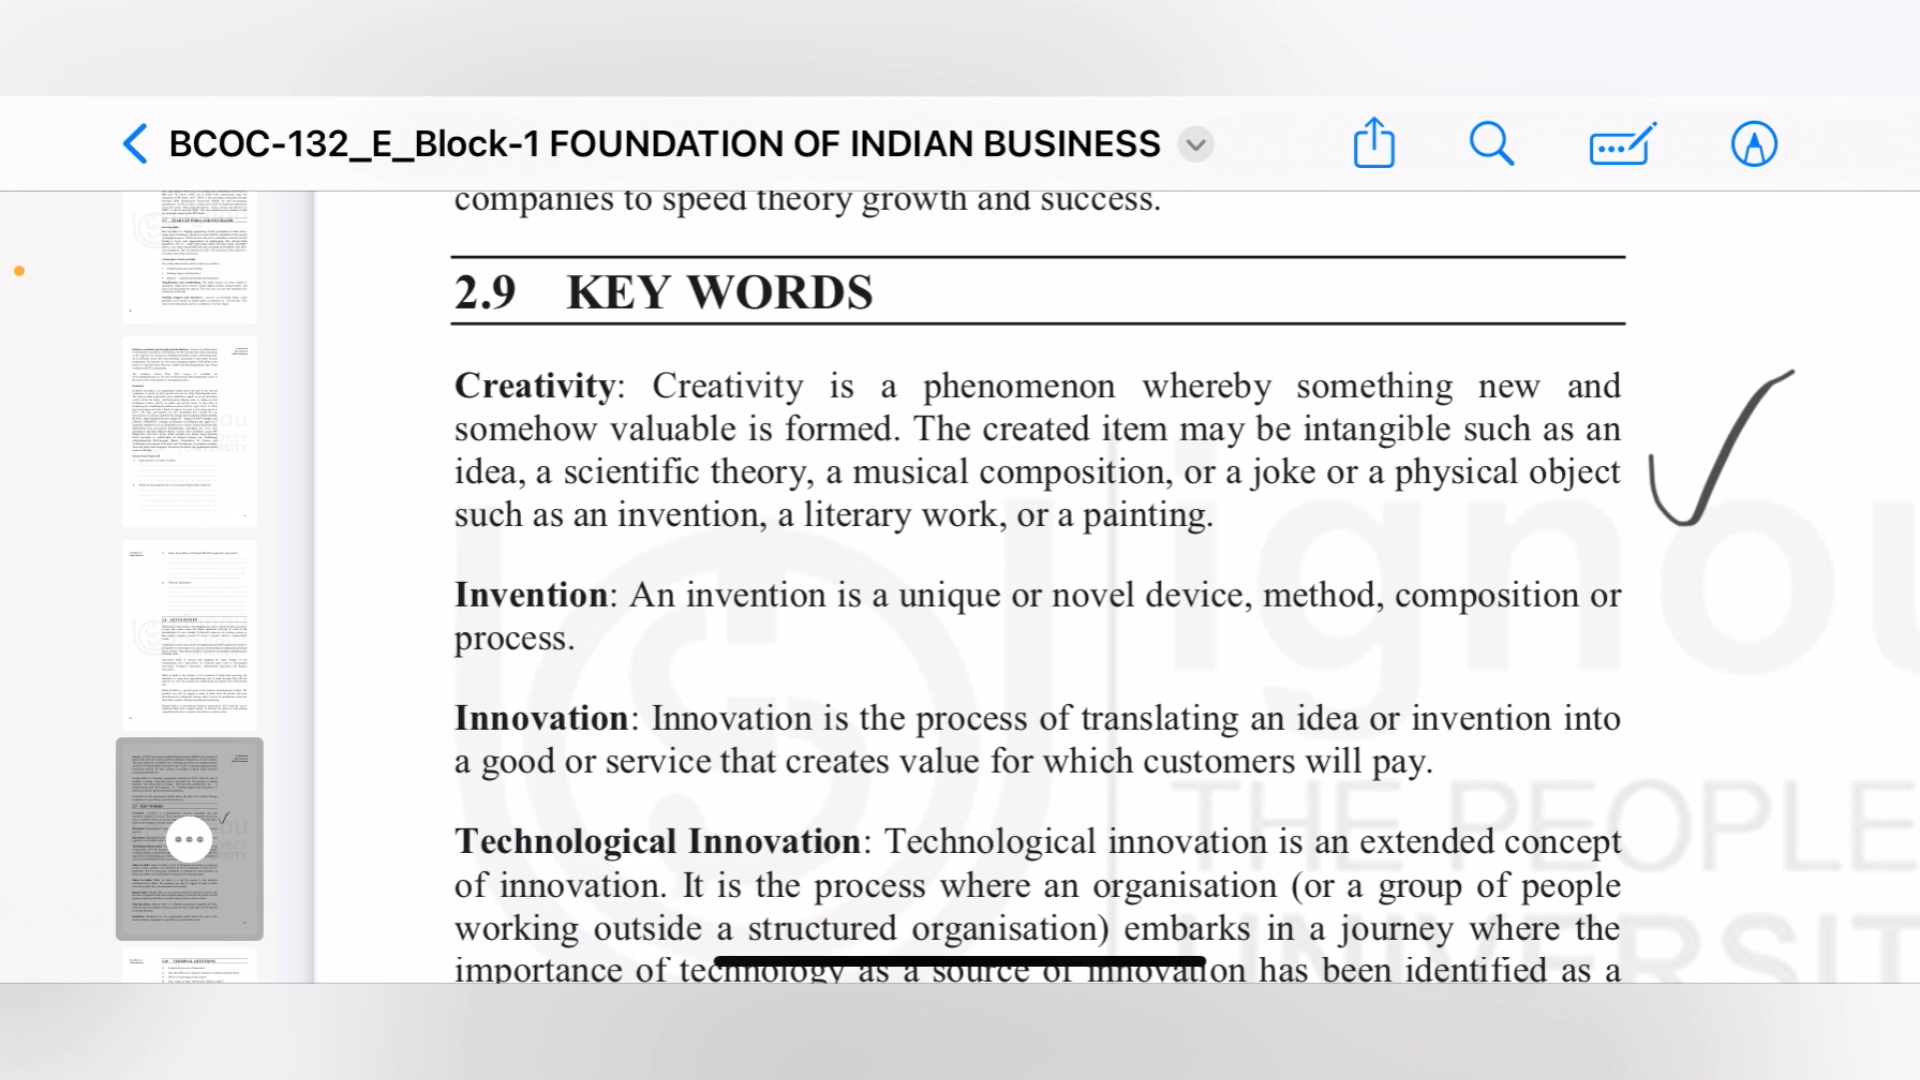 BCOC-132_E_Block-1 FOUNDATION OF INDIAN BUSINESS
companies to speed theory growth and success.
2.9 KEY WORDS
Creativity: Creativity is a phenomenon whereby something new and
somehow valuable is formed. The created item may be intangible such as an
idea, a scientific theory, a musical composition, or a joke or a physical object
such as an invention, a literary work, or a painting.
Invention: An invention is a unique or novel device, method, composition or
process.
Innovation: Innovation is the process of translating an idea or invention into
a good or service that creates value for which customers will pay.
Technological Innovation: Technological innovation is an extended concept
of innovation. It is the process where an organisation (or a group of people
working outside a structured organisation) embarks in a journey where the
importance of technology as a source of innovation has been identified as a
ignou
THE PEOPLE
UNIVERSIT